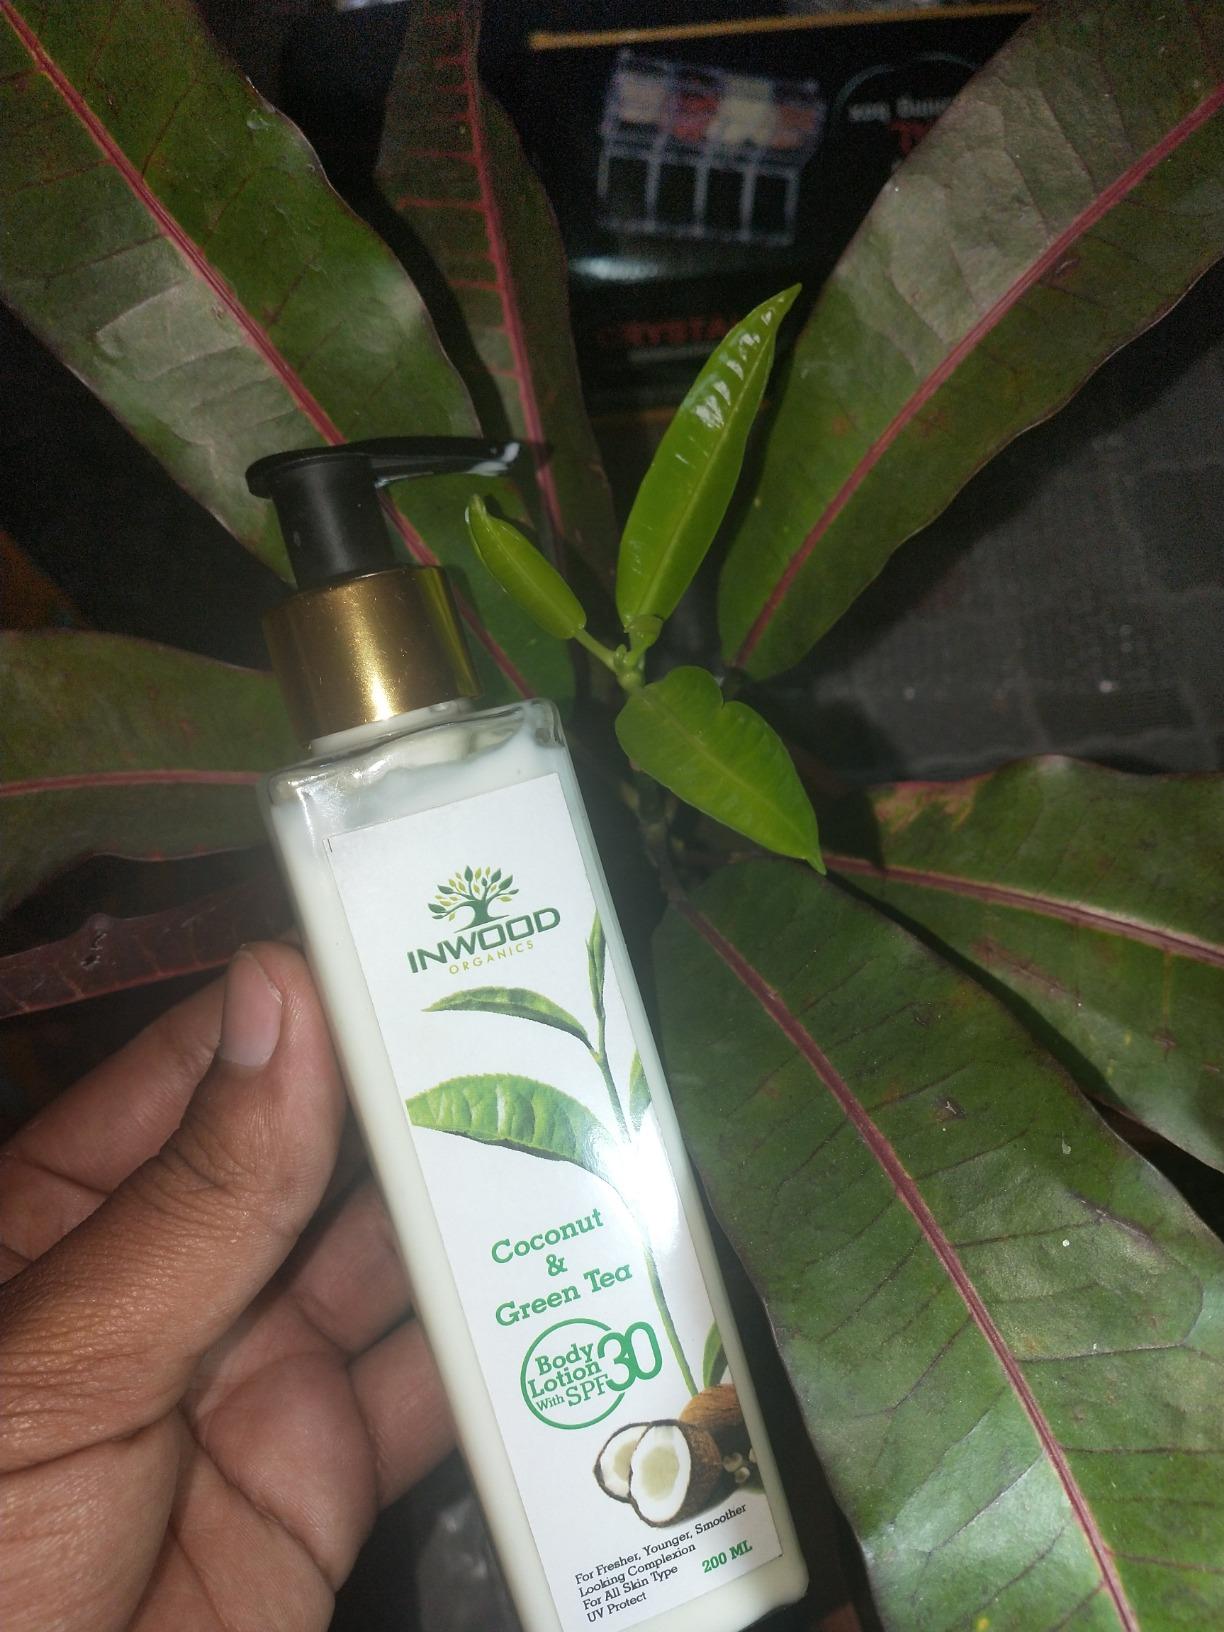 INWOOD
ORGANICS
Coconut
&
Green Tea
Body
Lotion
With SPF 30
For Fresher, Younger, Smoother
Looking Complexion
For All Skin Type
UV Protect
200 ML